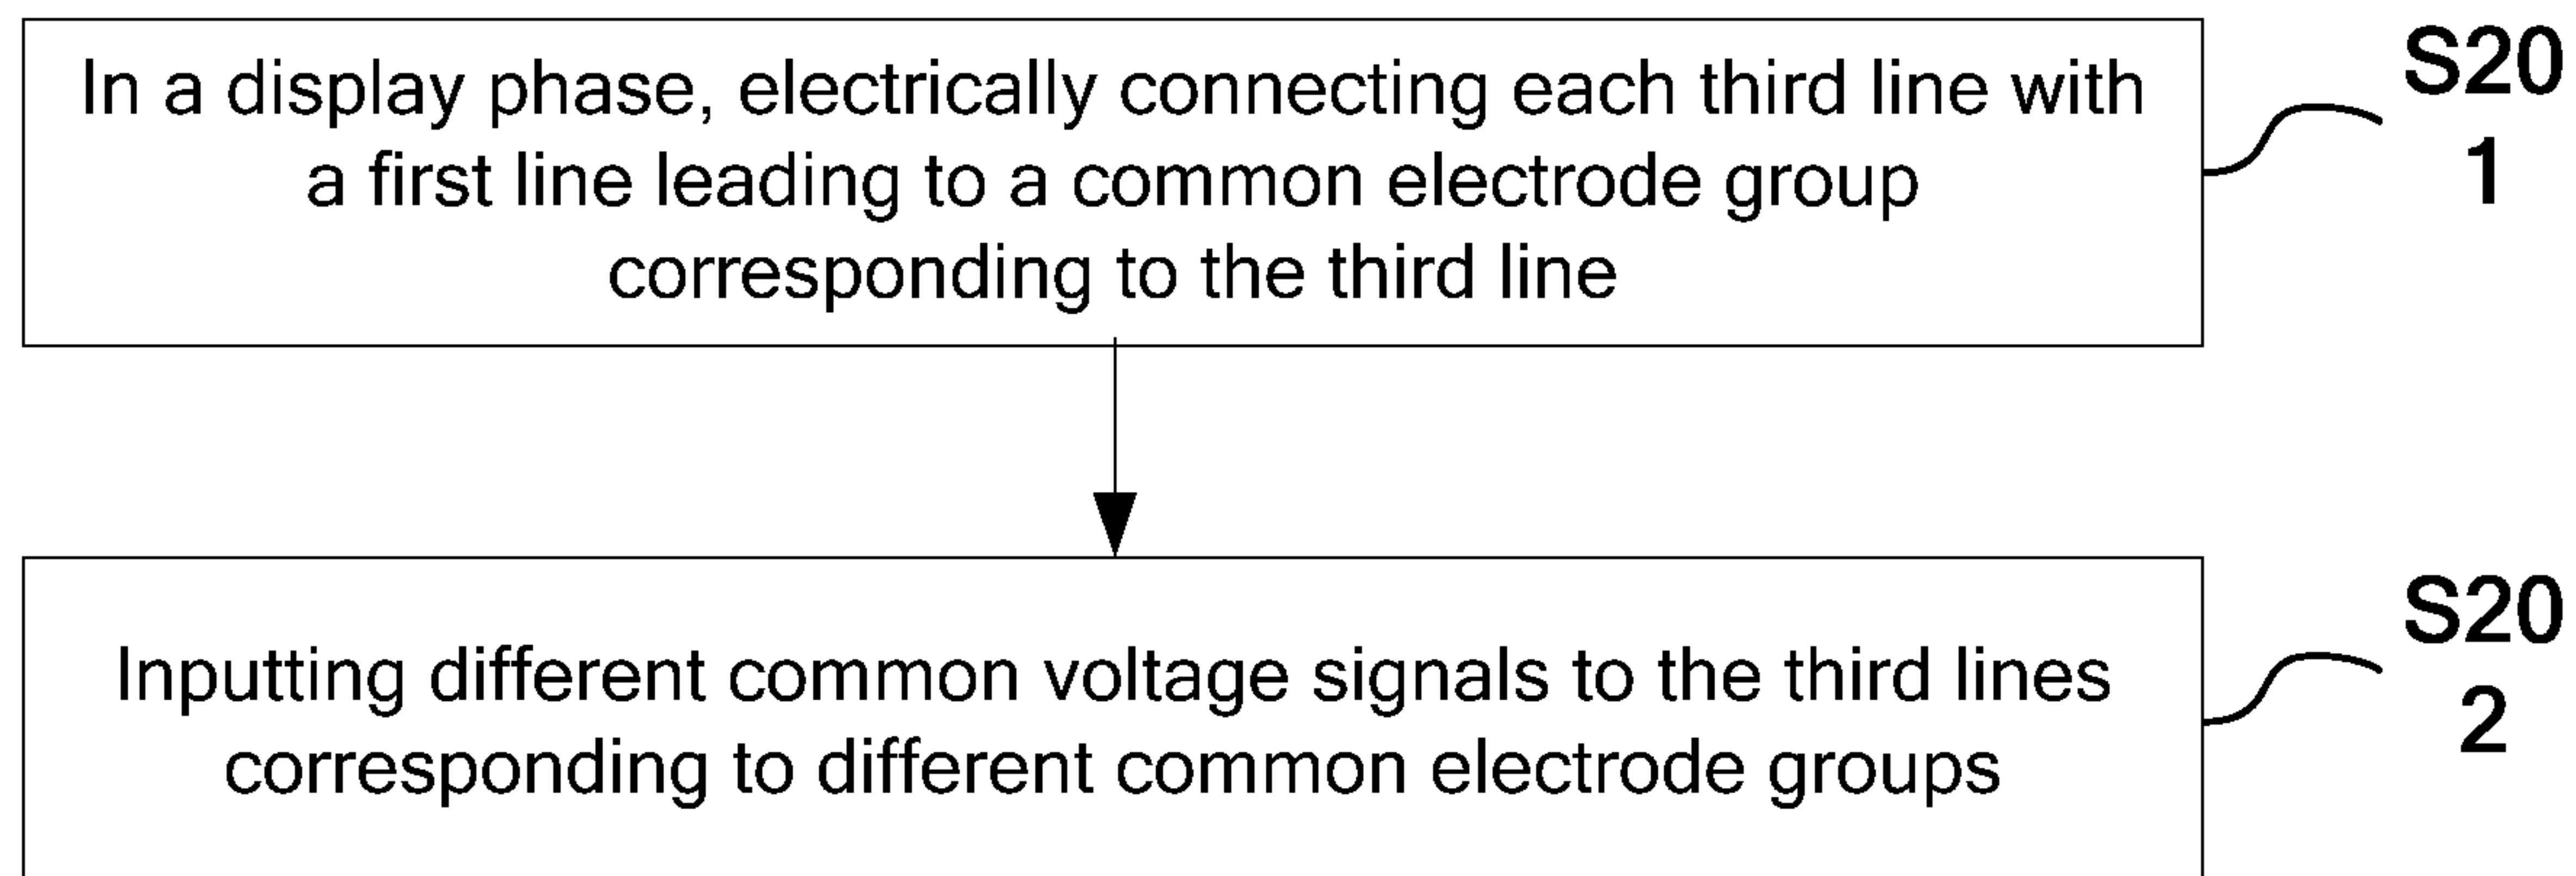 In a display phase, electrically connecting each third line with
a first line leading to a common electrode group
corresponding to the third line
S20
1
Inputting different common voltage signals to the third lines
corresponding to different common electrode groups
S20
2